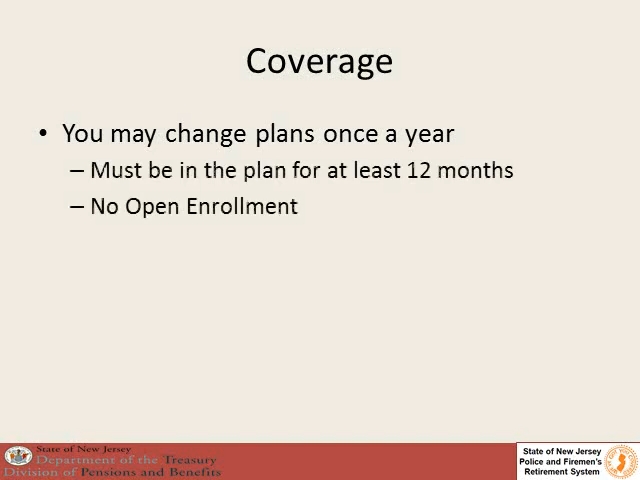 Coverage
• You may change plans once a year
– Must be in the plan for at least 12 months
– No Open Enrollment
State of New Jersey
Department of the Treasury
Division of Pensions and Benefits
State of New Jersey
Police and Firemen's
Retirement System